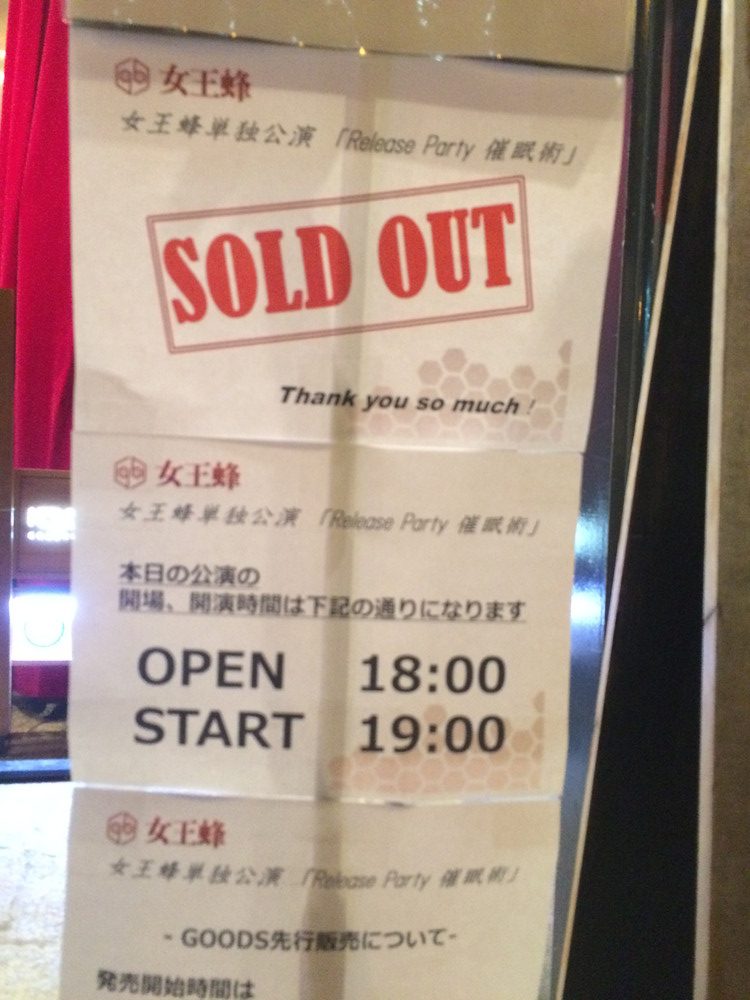 qb 女王蜂
女王蜂単独公演 「Release Party 催眠術」
SOLD OUT
Thank you so much!
qb 女王蜂
女王蜂単独公演 「Release Party 催眠術」
本日の公演の
開場、開演時間は下記の通りになります
OPEN 18:00
START 19:00
qb 女王蜂
女王蜂単独公演 「Release Party 催眠術」
- GOODS先行販売について-
発売開始時間は